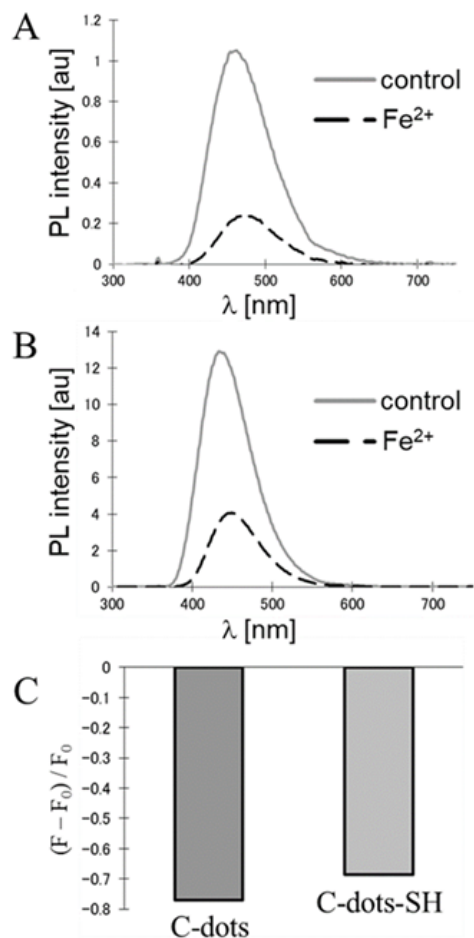 A
PL intensity [au]
1.2
1
0.8
0.6
0.4
0.2
0
300 400 500 600 700
λ [nm]
control
Fe²⁺
B
PL intensity [au]
14
12
10
8
6
4
2
0
300 400 500 600 700
λ [nm]
control
Fe²⁺
C
(F – F₀) / F₀
0
-0.1
-0.2
-0.3
-0.4
-0.5
-0.6
-0.7
-0.8
C-dots
C-dots-SH